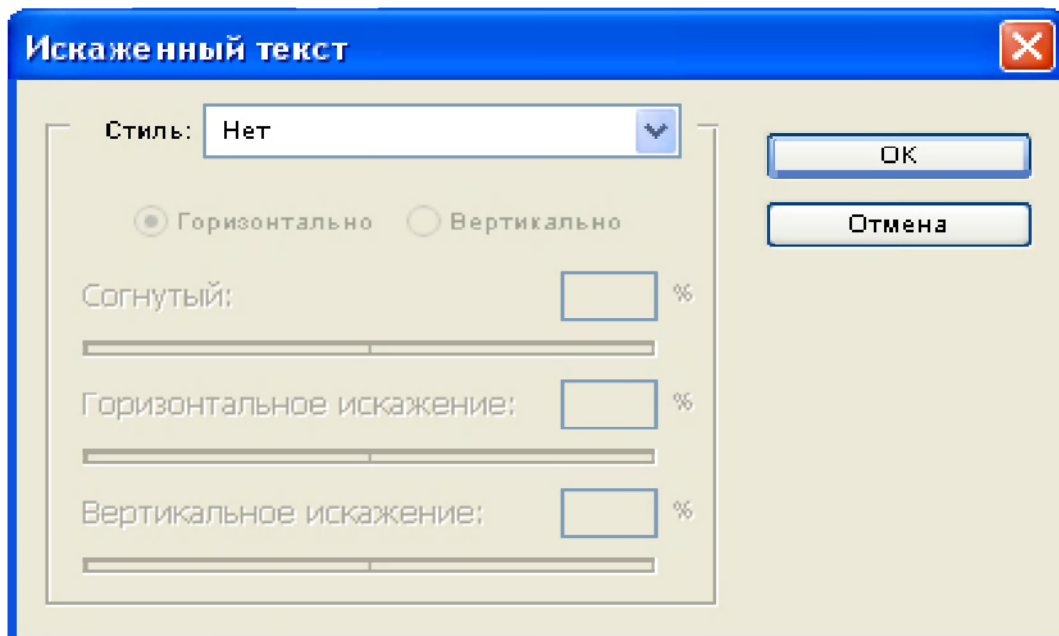 Искаженный текст
Стиль: Нет
OK
Горизонтально Вертикально
Отмена
Согнутый: %
Горизонтальное искажение: %
Вертикальное искажение: %